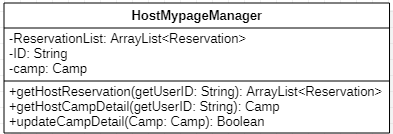 HostMypageManager
-ReservationList: ArrayList<Reservation>
-ID: String
-camp: Camp
+getHostReservation(getUserID: String): ArrayList<Reservation>
+getHostCampDetail(getUserID: String): Camp
+updateCampDetail(Camp: Camp): Boolean